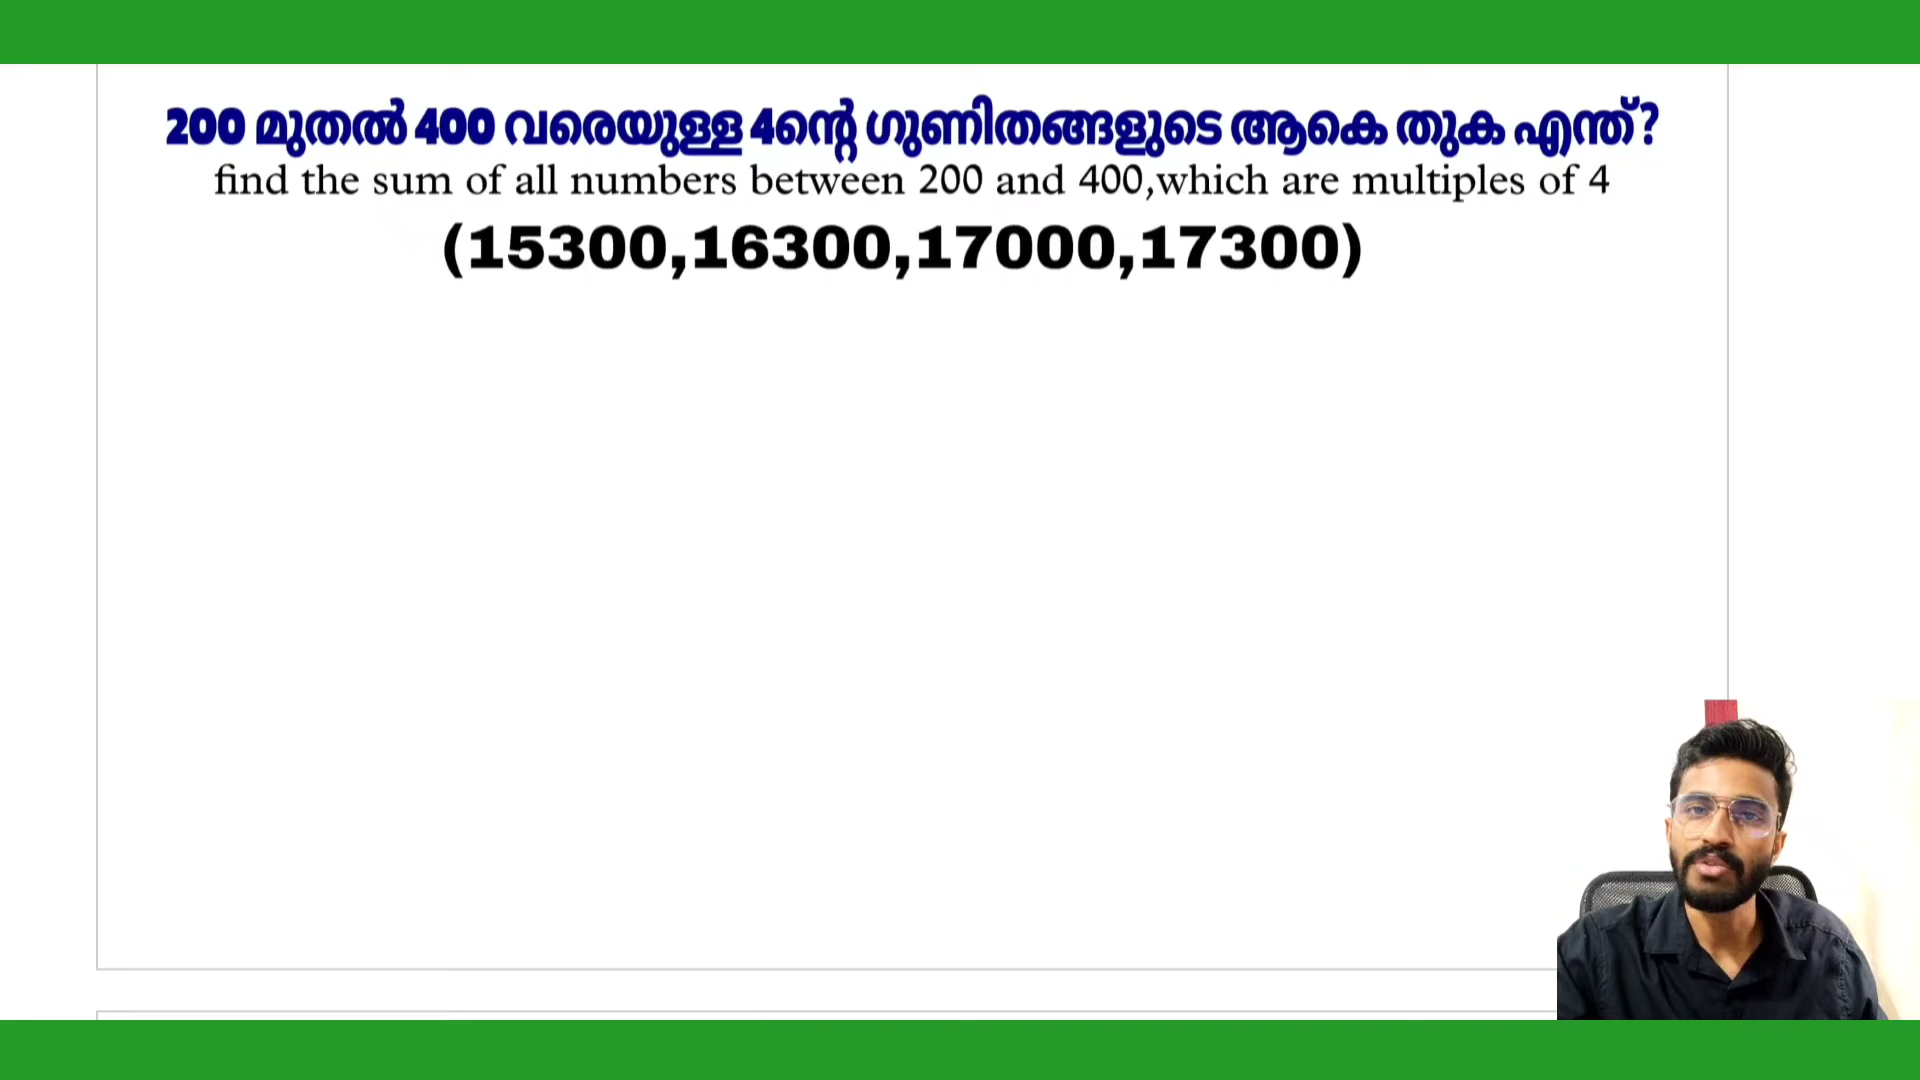 200 മുതൽ 400 വരെയുള്ള 4ന്റെ ഗുണിതങ്ങളുടെ ആകെ തുക എന്ത്?
find the sum of all numbers between 200 and 400,which are multiples of 4
(15300,16300,17000,17300)